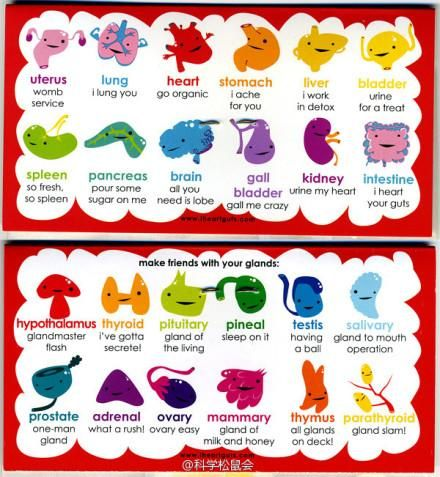 uterus
womb
service
lung
i lung you
heart
go organic
stomach
i ache
for you
liver
i work
in detox
bladder
urine
for a treat
spleen
so fresh,
so spleen
pancreas
pour some
sugar on me
brain
all you
need is lobe
gall
bladder
gall me crazy
kidney
urine my heart
intestine
i heart
your guts
www.iheartguts.com
make friends with your glands:
hypothalamus
glandmaster
flash
thyroid
i've gotta
secrete!
pituitary
gland of
the living
pineal
sleep on it
testis
having
a ball
salivary
gland to mouth
operation
prostate
one-man
gland
adrenal
what a rush!
ovary
ovary easy
mammary
gland of
milk and honey
thymus
all glands
on deck!
parathyroid
gland slam!
www.iheartguts.com
@科学松鼠会